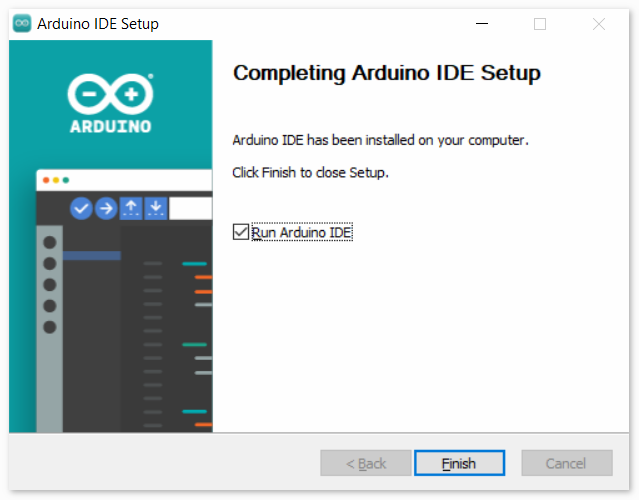 Arduino IDE Setup
ARDUINO
Completing Arduino IDE Setup
Arduino IDE has been installed on your computer.
Click Finish to close Setup.
Run Arduino IDE
< Back
Finish
Cancel